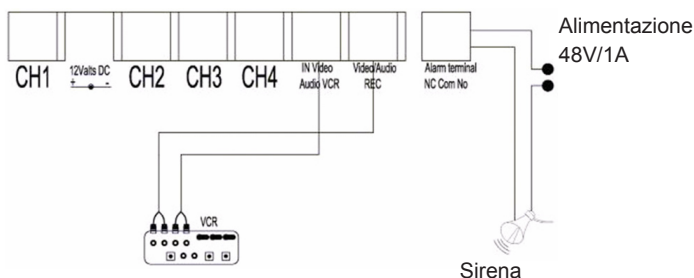 Alimentazione
48V/1A
CH1
12Valts DC
+ -
CH2
CH3
CH4
IN Video
Audio VCR
Video/Audio
REC
Alarm terminal
NC Com No
VCR
Sirena